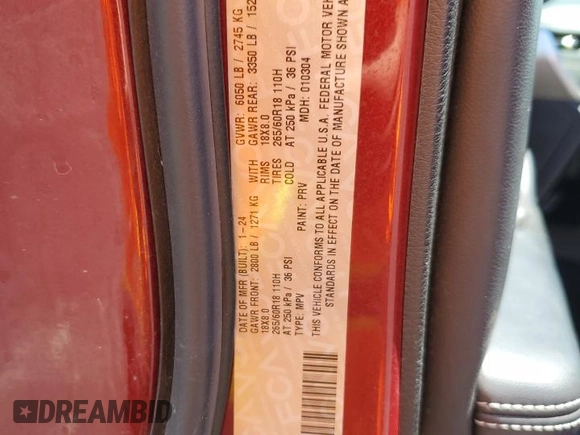 DATE OF MFR (BUILT): 1-24 GVWR: 6050 LB / 2745 KG
GAWR FRONT: 2800 LB / 1271 KG WITH GAWR REAR: 3350 LB / 152
18X8.0 RIMS 18X8.0
265/60R18 110H TIRES 265/60R18 110H
AT 250 kPa / 36 PSI COLD AT 250 kPa / 36 PSI
TYPE: MPV PAINT: PRV MDH: 010304
THIS VEHICLE CONFORMS TO ALL APPLICABLE U.S.A. FEDERAL MOTOR VEH
STANDARDS IN EFFECT ON THE DATE OF MANUFACTURE SHOWN A
DREAMBID